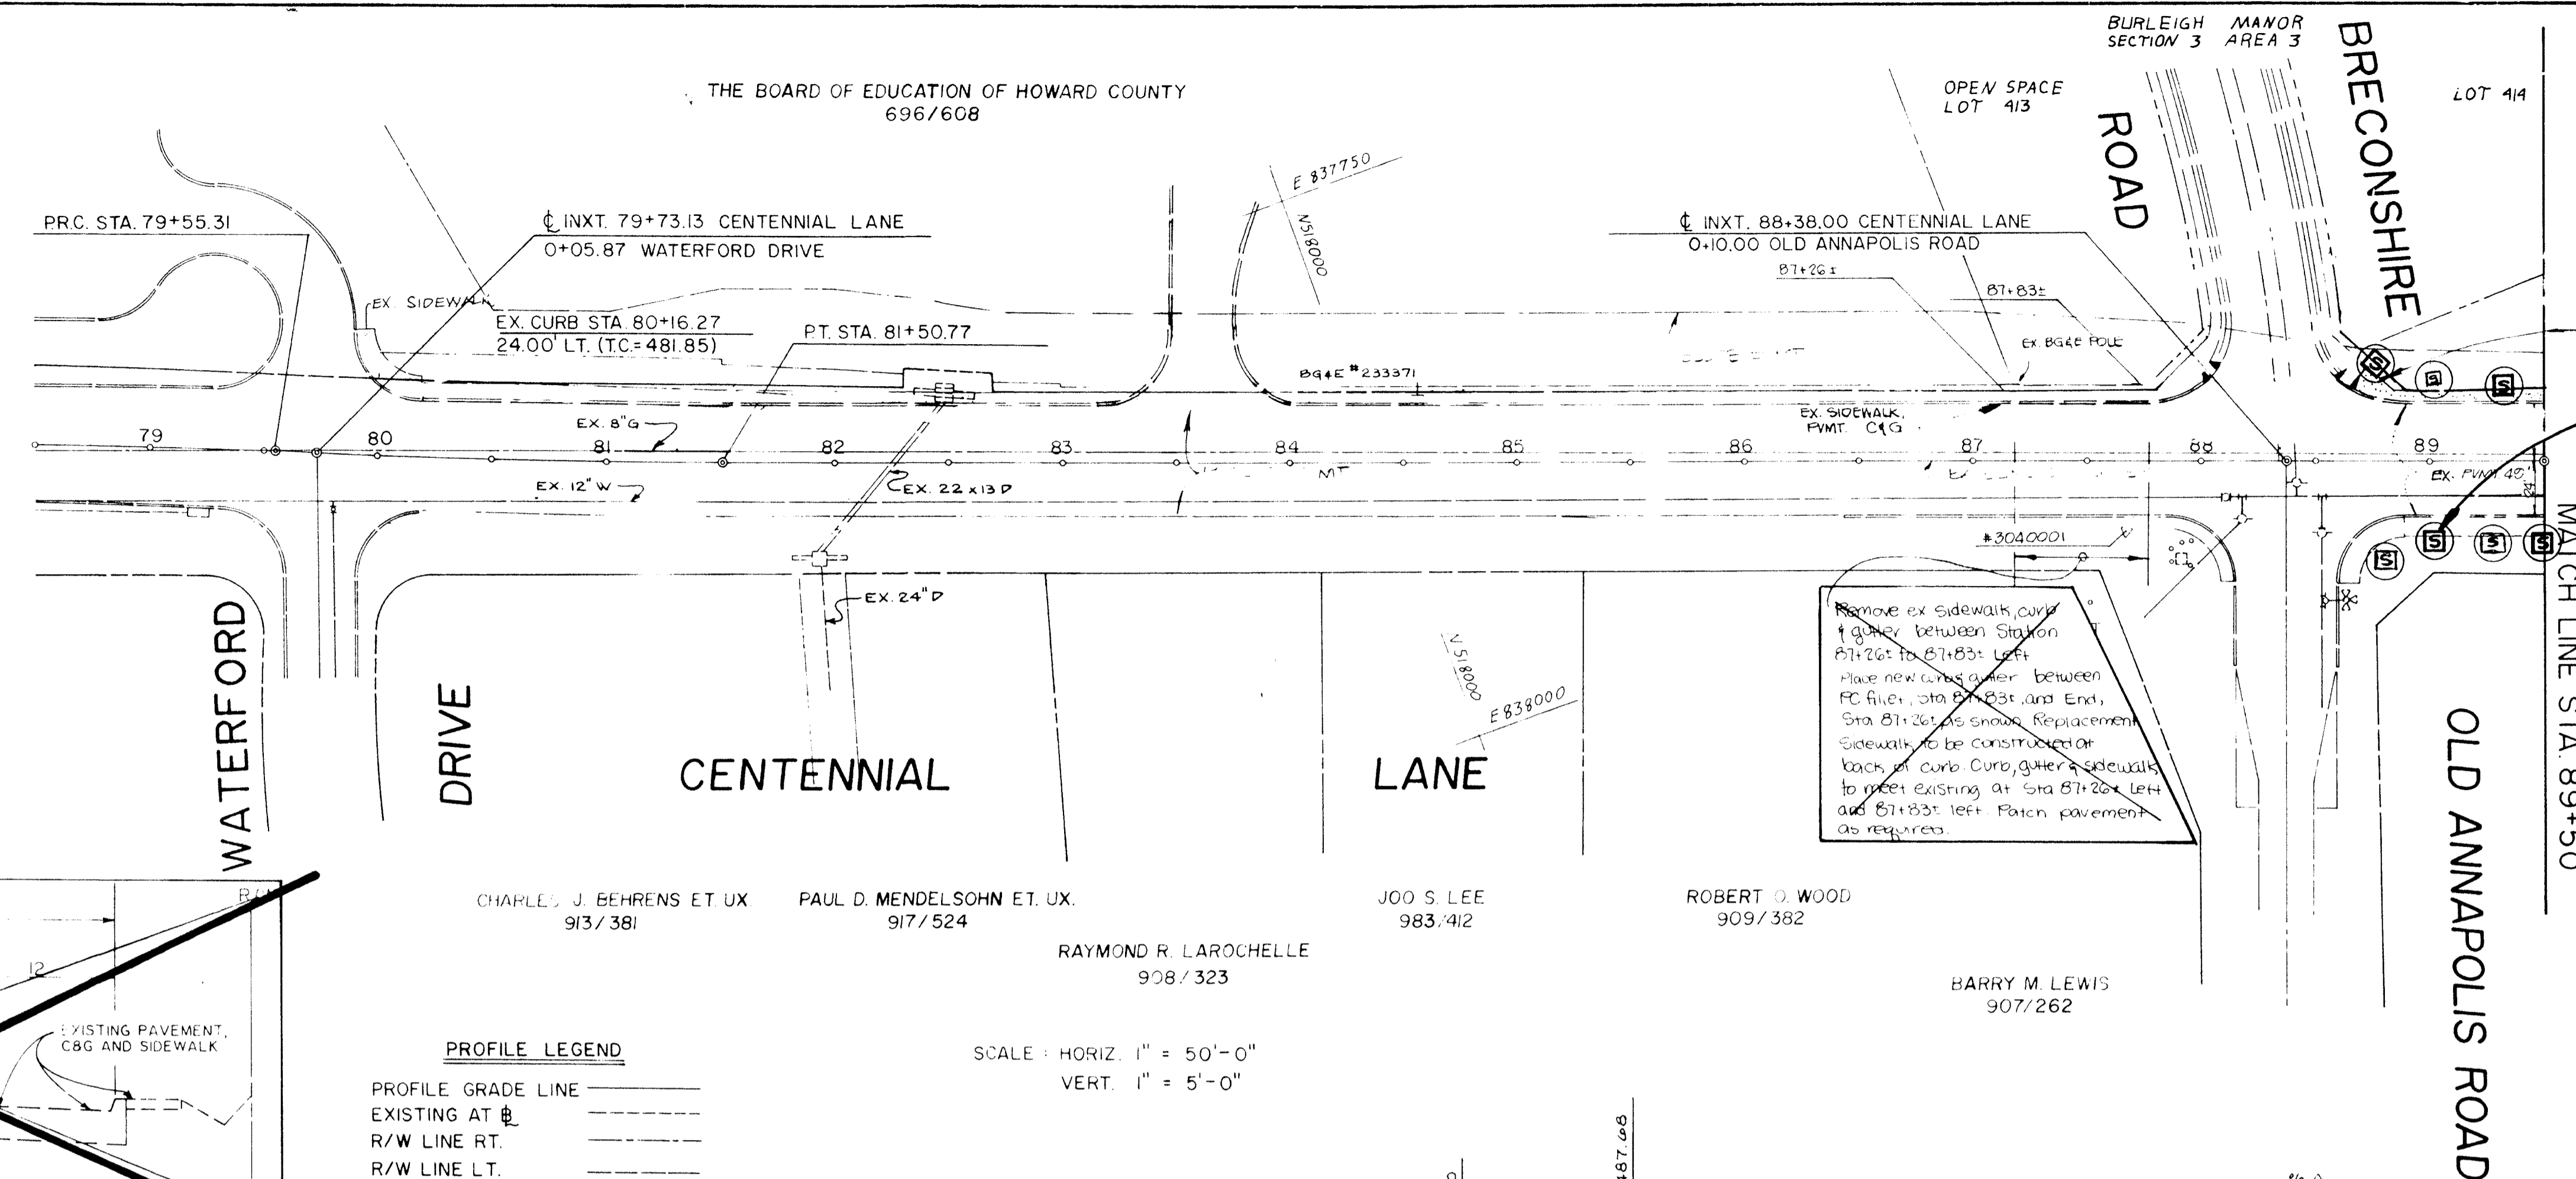 BURLEIGH MANOR
SECTION 3 AREA 3
BRECONSHIRE
ROAD
OPEN SPACE
LOT 413
LOT 414
THE BOARD OF EDUCATION OF HOWARD COUNTY
696/608
E 837750
N518000
P.R.C. STA. 79+55.31
℄ INXT. 79+73.13 CENTENNIAL LANE
0+05.87 WATERFORD DRIVE
℄ INXT. 88+38.00 CENTENNIAL LANE
0+10.00 OLD ANNAPOLIS ROAD
87+26±
87+83±
EX. SIDEWALK
EX. CURB STA. 80+16.27
24.00' LT. (T.C.= 481.85)
P.T. STA. 81+50.77
EX. BG&E POLE
BG&E #233371
EX. SIDEWALK,
PVMT. C&G
EX. 8"G
79 80 81 82 83 84 85 86 87 88 89
EX. 12" W
EX. 22 x 13 D
EX. PVMT.
S S S
S S S S
#3040001
EX. 24" D
MATCH LINE STA. 89+50
WATERFORD
DRIVE
CENTENNIAL LANE
OLD ANNAPOLIS ROAD
518000
E838000
Remove ex sidewalk, curb
& gutter between Station
87+26± to 87+83± Left
Place new curb & gutter between
PC fillet, Sta 87+83±, and End,
Sta 87+26± as shown Replacement
Sidewalk to be constructed at
back of curb. Curb, gutter & sidewalk
to meet existing at Sta 87+26± Left
and 87+83± left. Patch pavement
as required.
CHARLES J. BEHRENS ET. UX
913/381
PAUL D. MENDELSOHN ET. UX.
917/524
JOO S. LEE
983/412
ROBERT O. WOOD
909/382
RAYMOND R. LAROCHELLE
908/323
BARRY M. LEWIS
907/262
12
EXISTING PAVEMENT,
C&G AND SIDEWALK
PROFILE LEGEND
PROFILE GRADE LINE
EXISTING AT ℄
R/W LINE RT.
R/W LINE LT.
SCALE : HORIZ. 1" = 50'-0"
VERT. 1" = 5'-0"
487.68